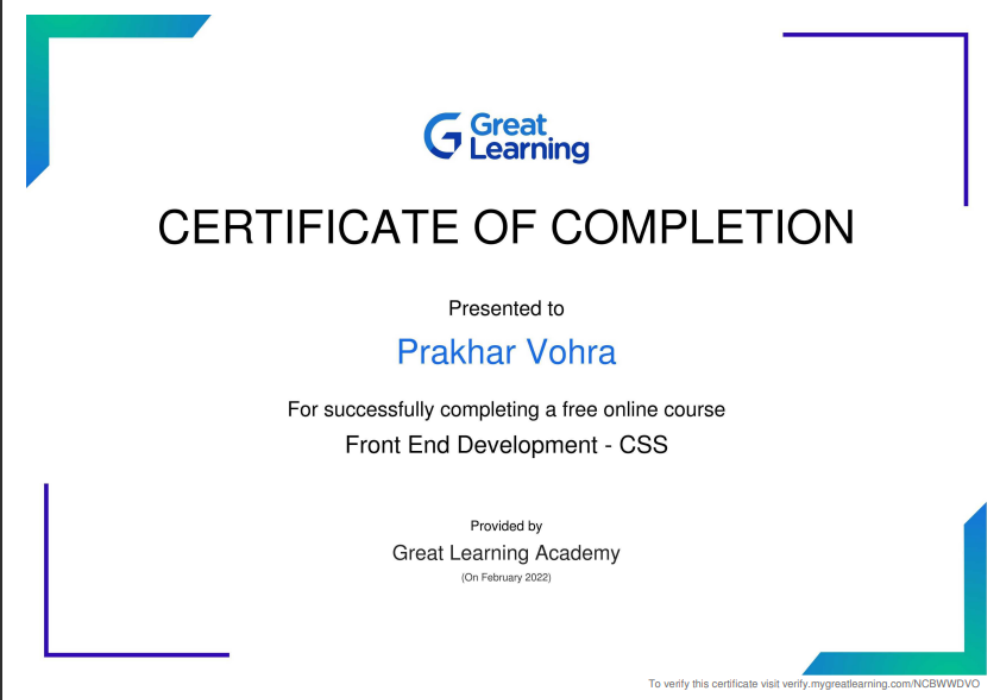 Great
Learning
CERTIFICATE OF COMPLETION
Presented to
Prakhar Vohra
For successfully completing a free online course
Front End Development - CSS
Provided by
Great Learning Academy
(On February 2022)
To verify this certificate visit verify.mygreatlearning.com/NCBWWDVO